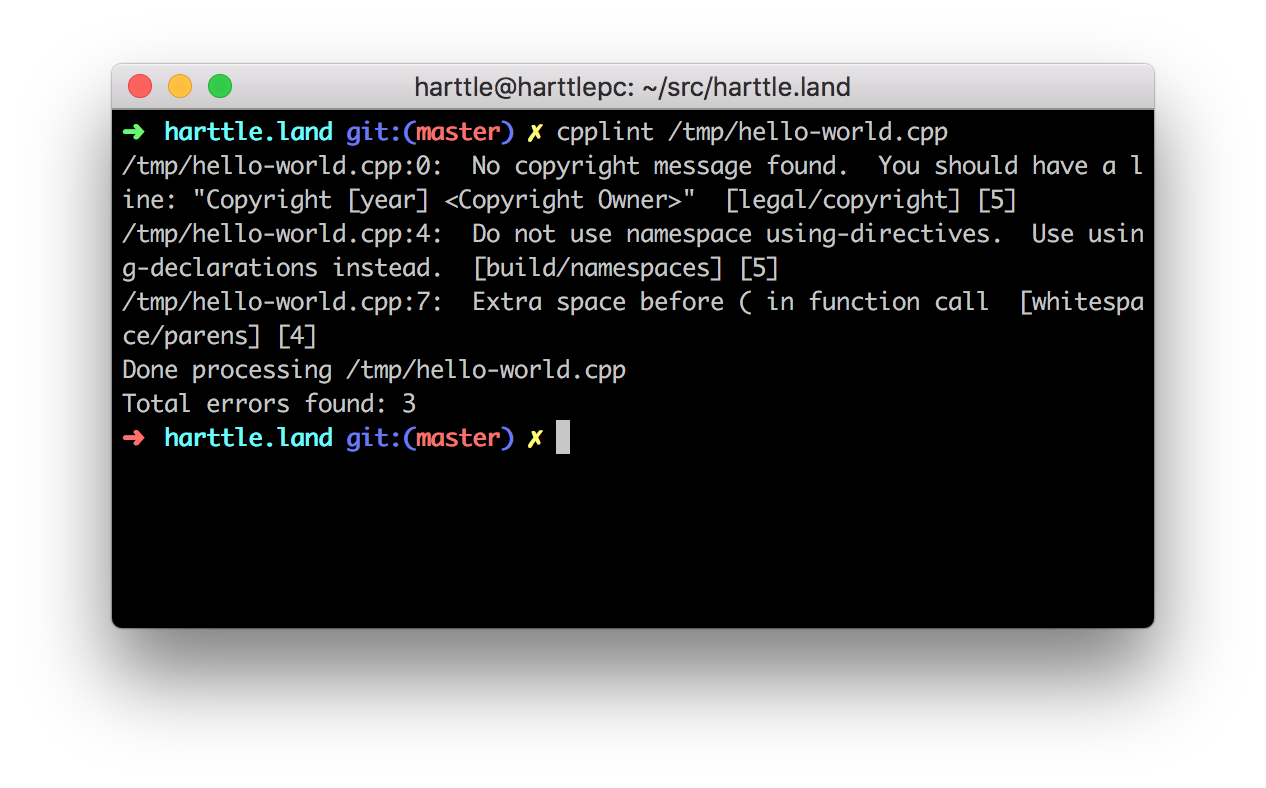 harttle@harttlepc: ~/src/harttle.land
➜  harttle.land git:(master) ✗ cpplint /tmp/hello-world.cpp
/tmp/hello-world.cpp:0:  No copyright message found.  You should have a l
ine: "Copyright [year] <Copyright Owner>"  [legal/copyright] [5]
/tmp/hello-world.cpp:4:  Do not use namespace using-directives.  Use usin
g-declarations instead.  [build/namespaces] [5]
/tmp/hello-world.cpp:7:  Extra space before ( in function call  [whitespa
ce/parens] [4]
Done processing /tmp/hello-world.cpp
Total errors found: 3
➜  harttle.land git:(master) ✗